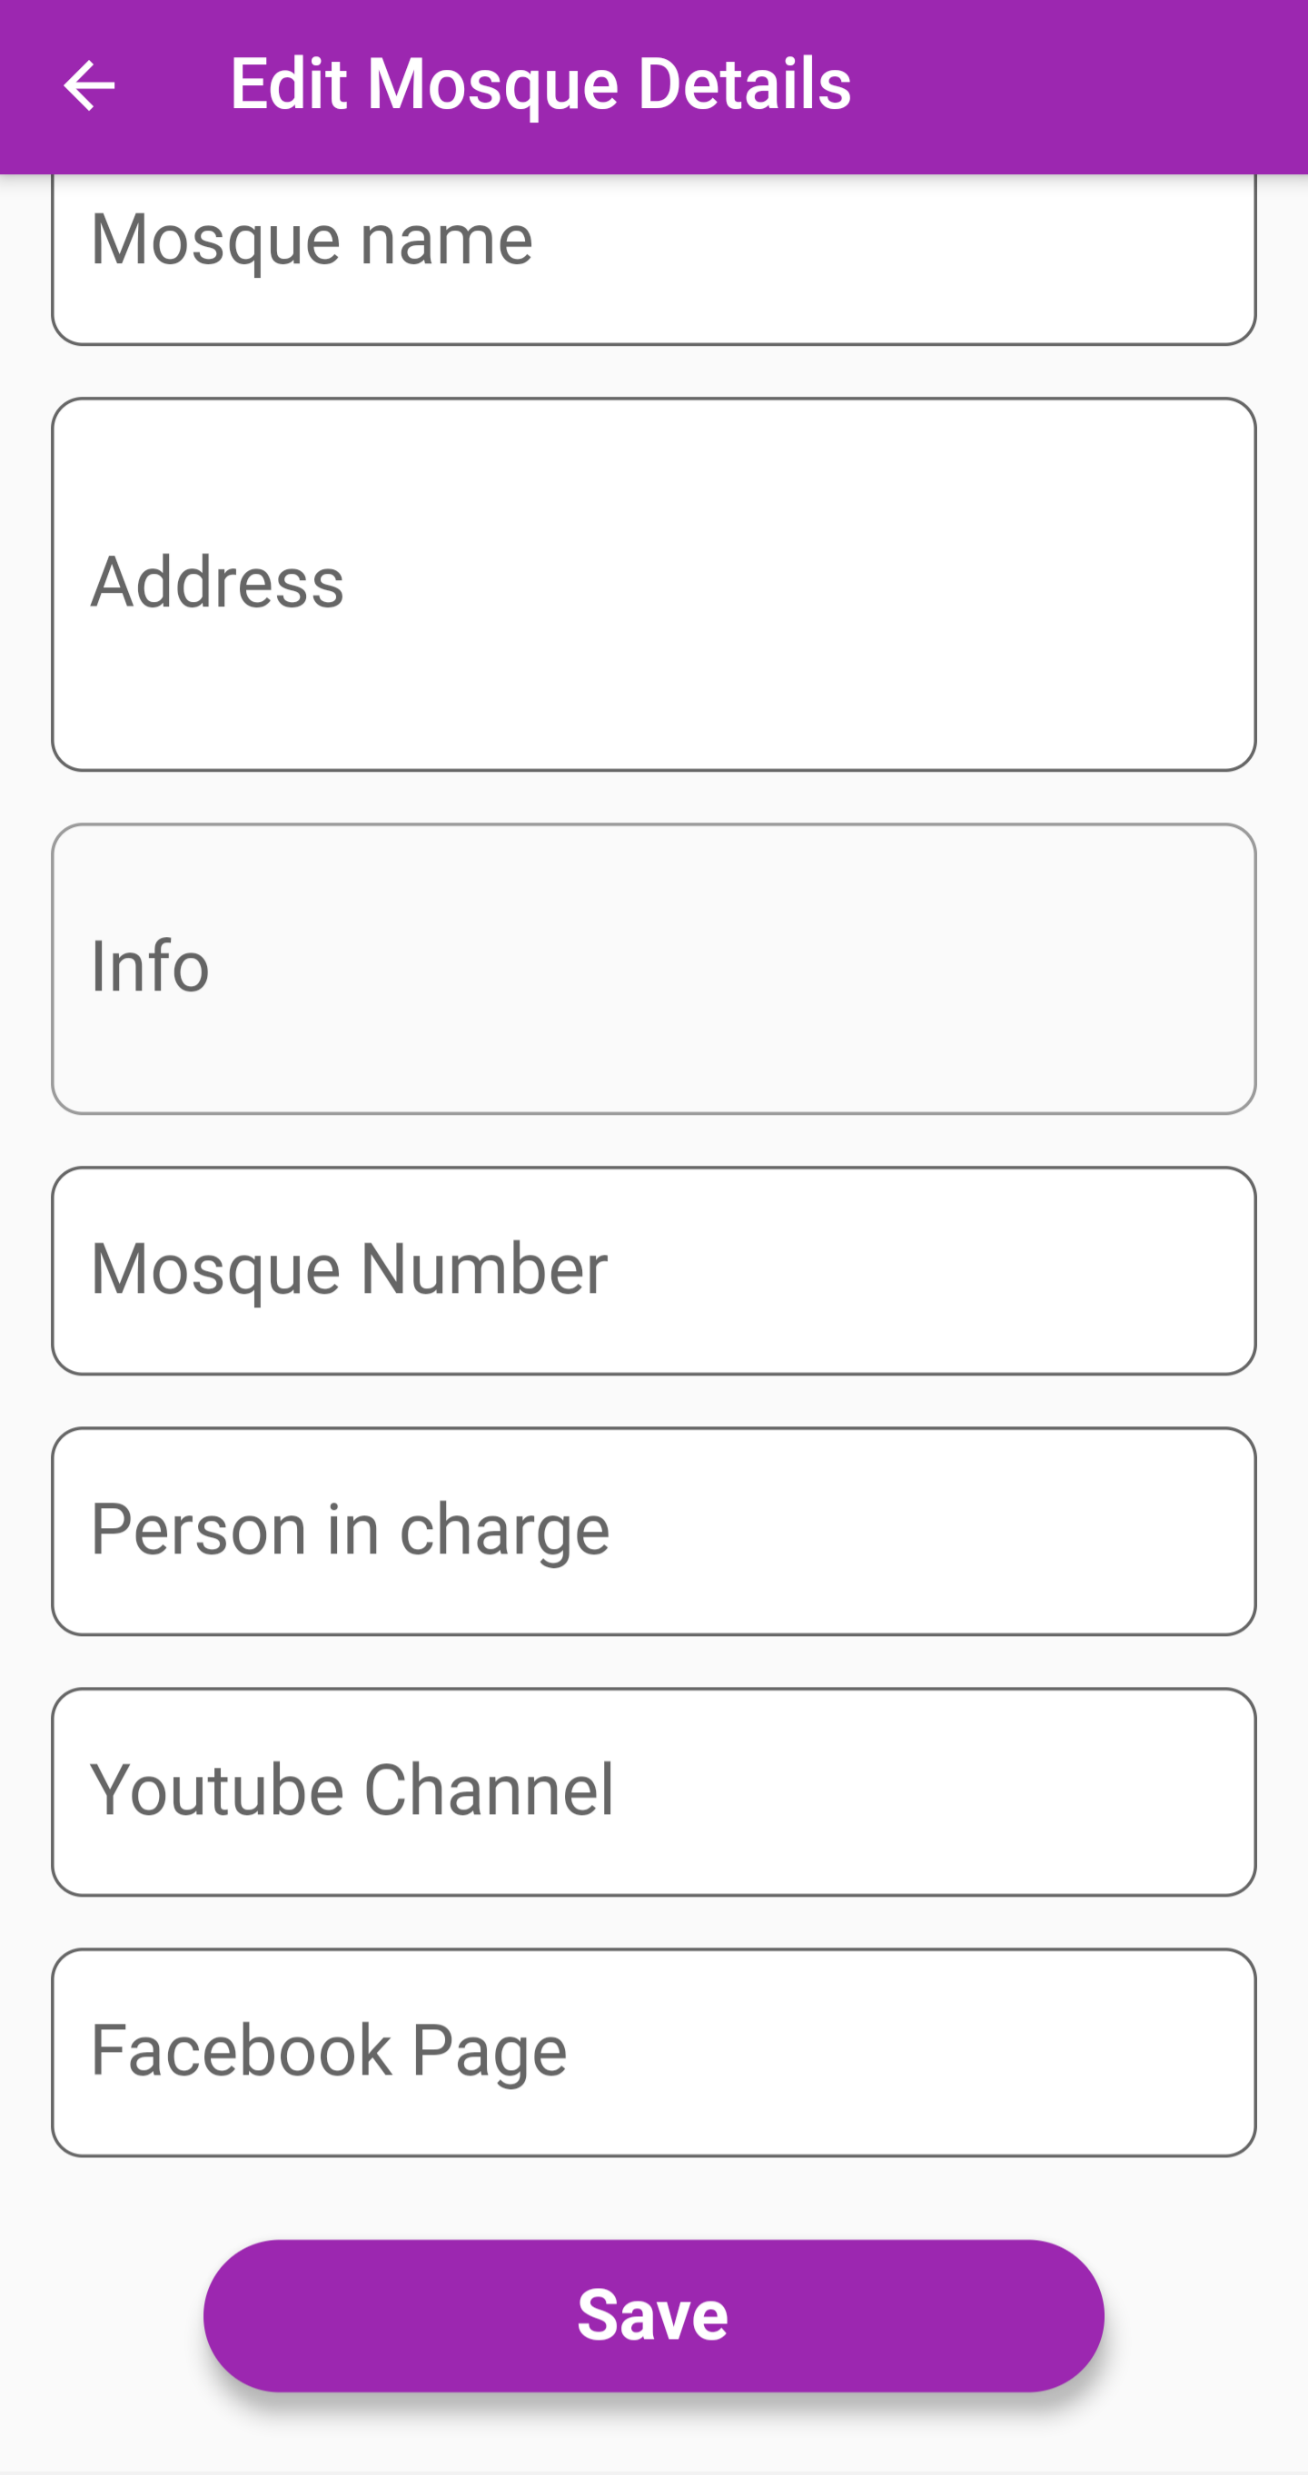 Edit Mosque Details
Mosque name
Address
Info
Mosque Number
Person in charge
Youtube Channel
Facebook Page
Save